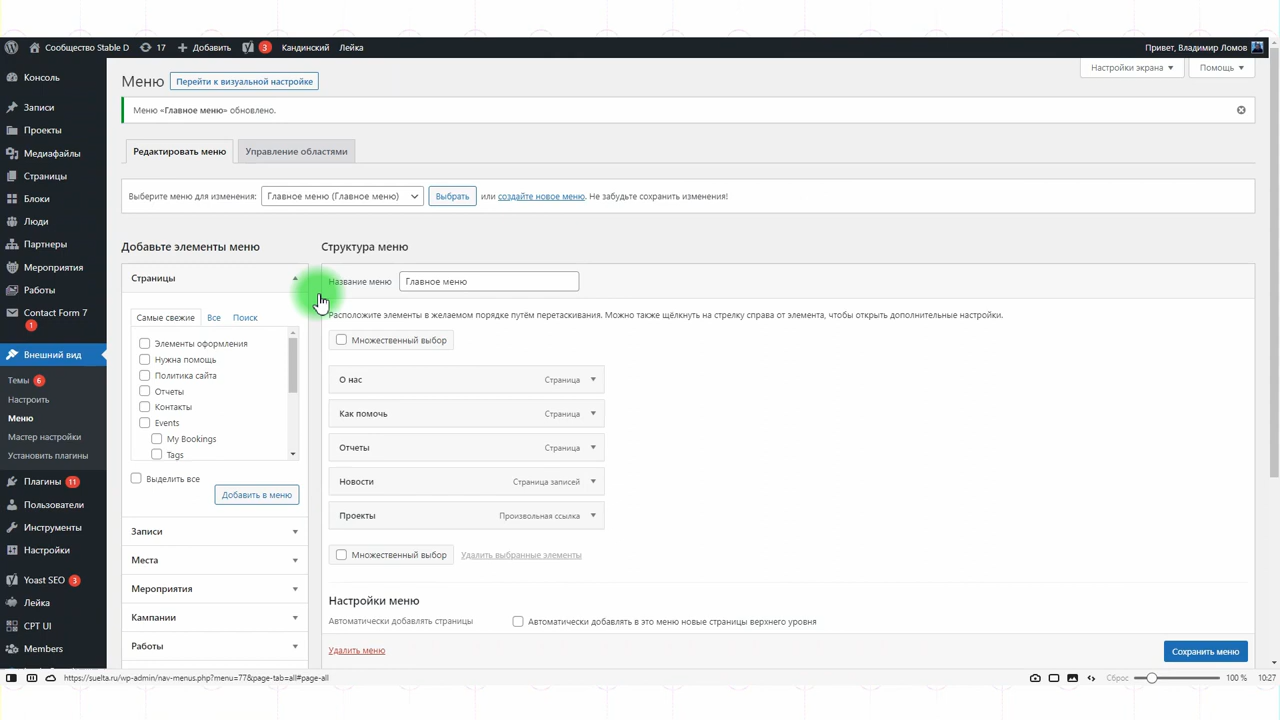 Сообщество Stable D 17 Добавить 3 Кандинский Лейка Привет, Владимир Ломов
Консоль
Записи
Проекты
Медиафайлы
Страницы
Блоки
Люди
Партнеры
Мероприятия
Работы
Contact Form 7
1
Внешний вид
Темы 6
Настроить
Меню
Мастер настройки
Установить плагины
Плагины 11
Пользователи
Инструменты
Настройки
Yoast SEO 3
Лейка
CPT UI
Members
Настройки экрана Помощь
Меню Перейти к визуальной настройке
Меню «Главное меню» обновлено.
Редактировать меню Управление областями
Выберите меню для изменения: Главное меню (Главное меню) Выбрать или создайте новое меню. Не забудьте сохранить изменения!
Добавьте элементы меню
Страницы
Самые свежие Все Поиск
Элементы оформления
Нужна помощь
Политика сайта
Отчеты
Контакты
Events
My Bookings
Tags
Выделить все
Добавить в меню
Записи
Места
Мероприятия
Кампании
Работы
Структура меню
Название меню Главное меню
Расположите элементы в желаемом порядке путём перетаскивания. Можно также щёлкнуть на стрелку справа от элемента, чтобы открыть дополнительные настройки.
Множественный выбор
О нас Страница
Как помочь Страница
Отчеты Страница
Новости Страница записей
Проекты Произвольная ссылка
Множественный выбор Удалить выбранные элементы
Настройки меню
Автоматически добавлять страницы Автоматически добавлять в это меню новые страницы верхнего уровня
Удалить меню Сохранить меню
https://suelta.ru/wp-admin/nav-menus.php?menu=77&page-tab=all#page-all Сброс 100 % 10:27